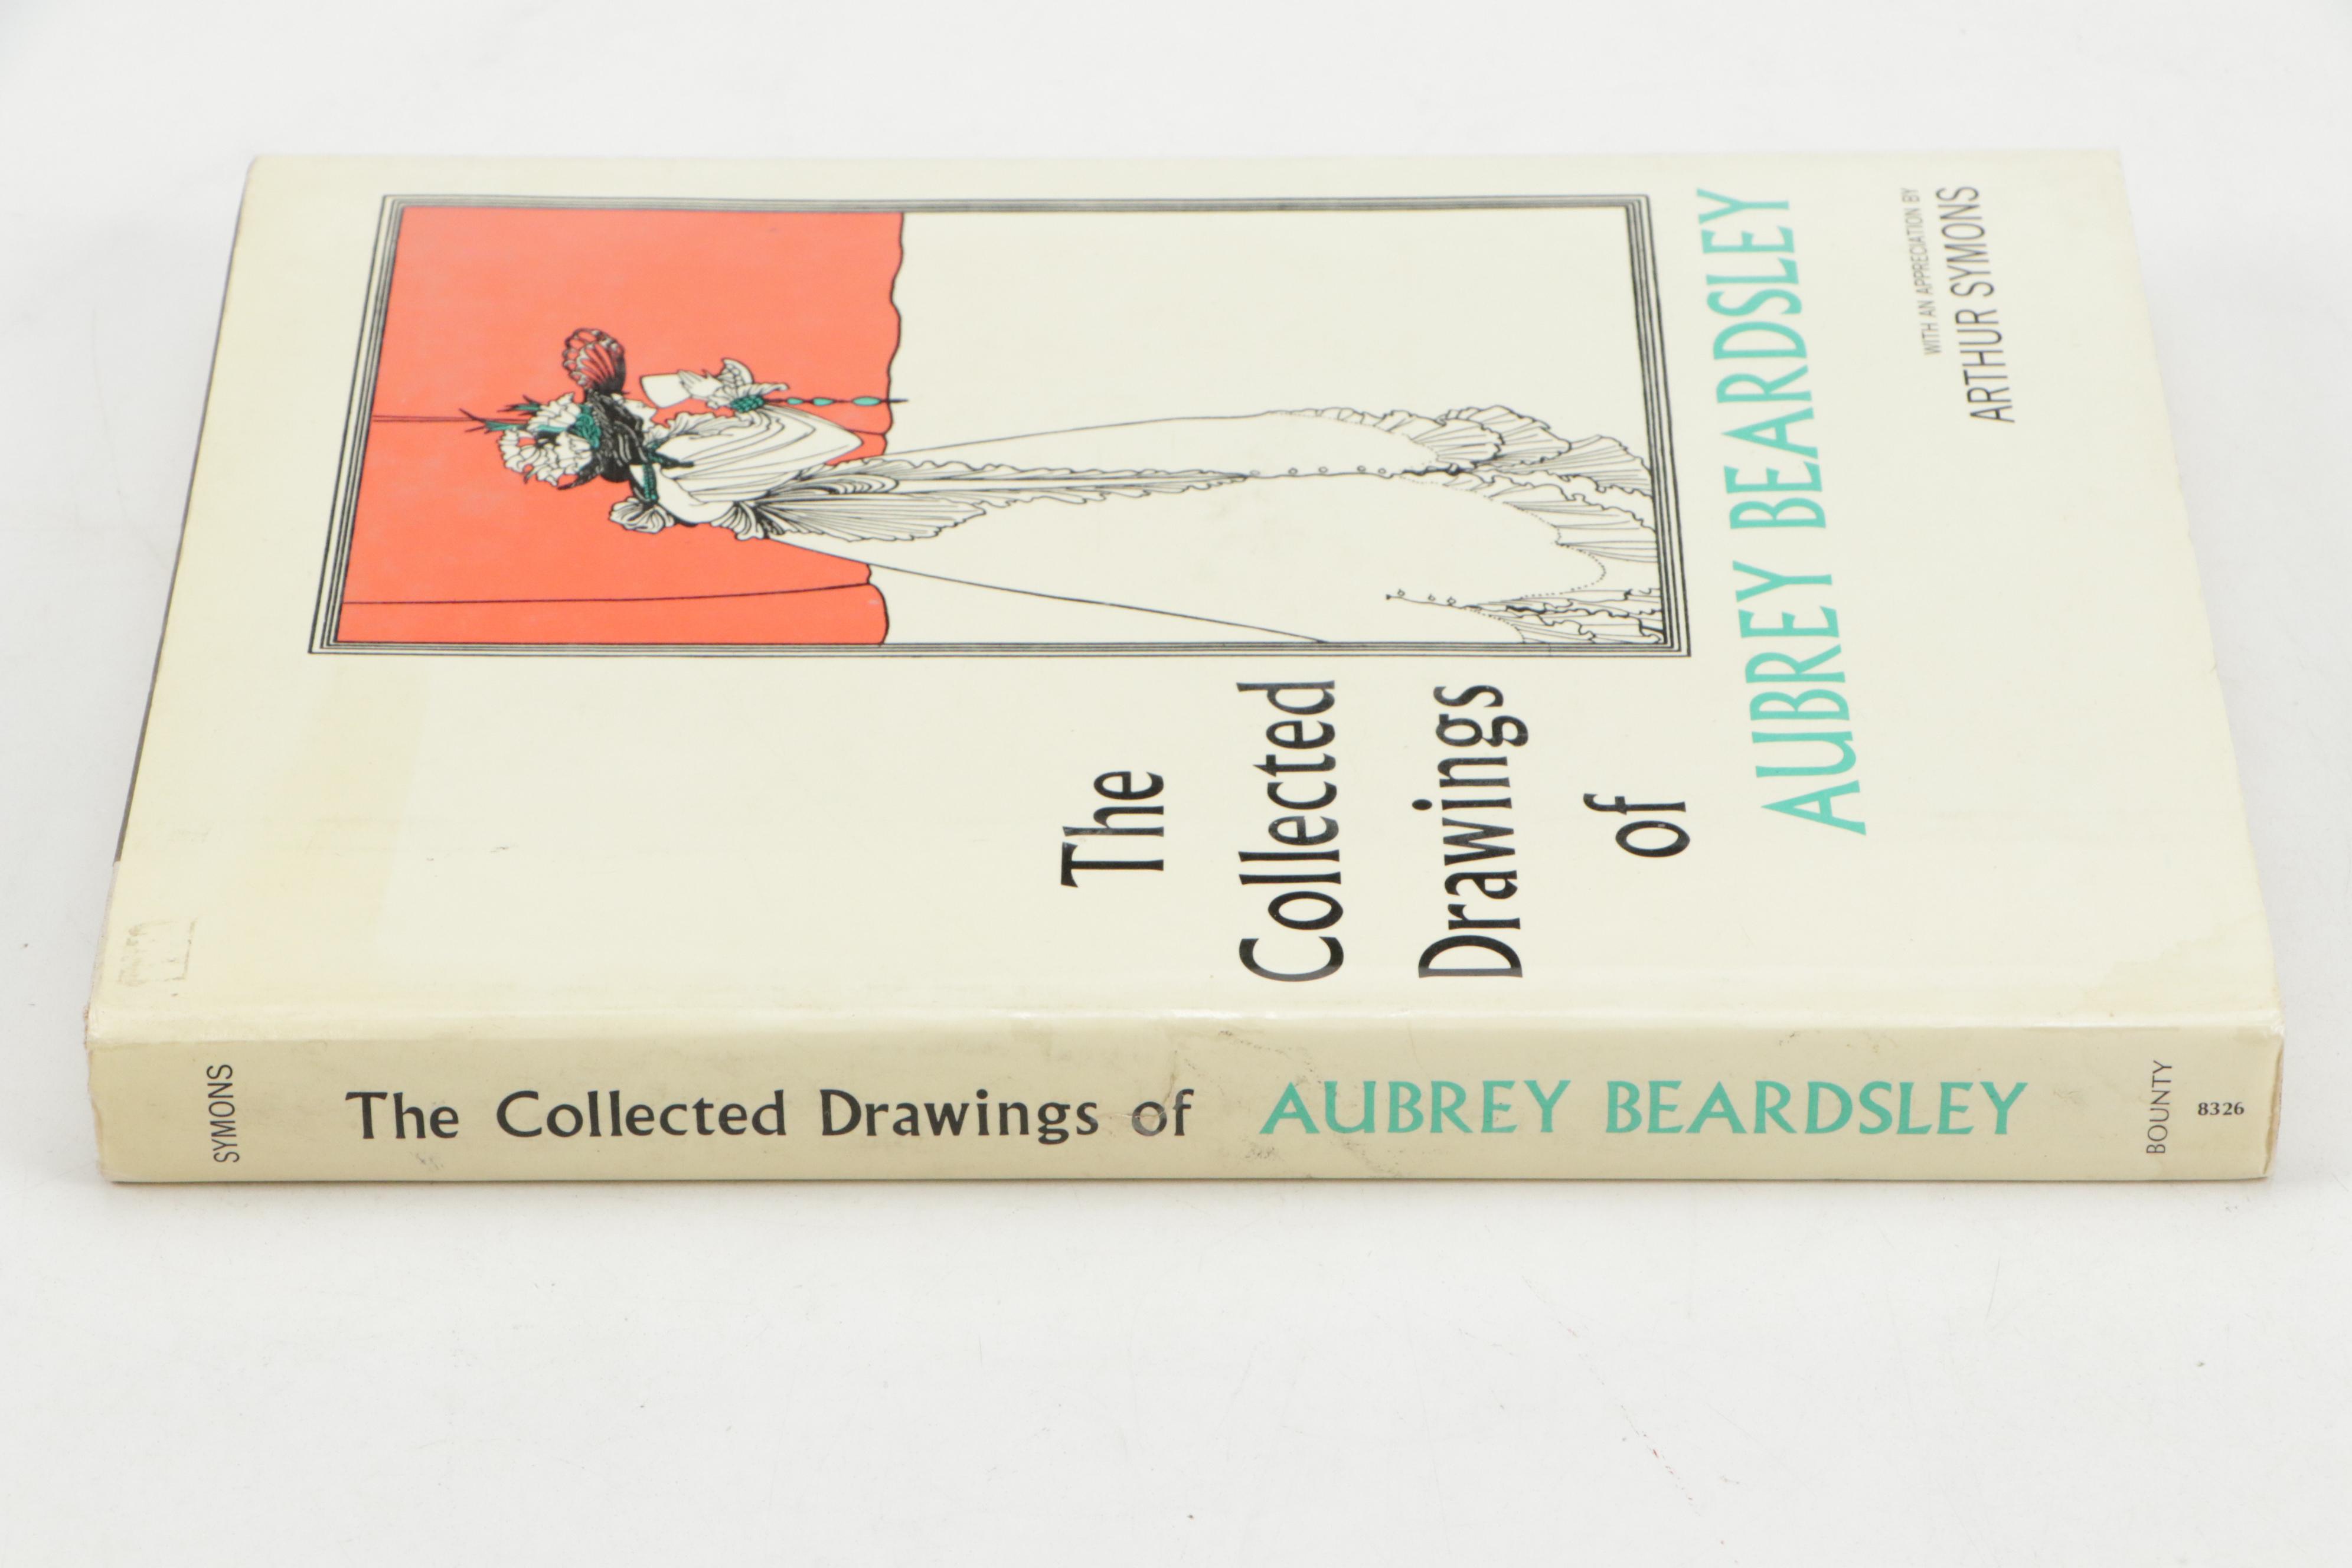 The
Collected
Drawings
of
AUBREY BEARDSLEY
WITH AN APPRECIATION BY
ARTHUR SYMONS
SYMONS
The Collected Drawings of AUBREY BEARDSLEY
BOUNTY
8326